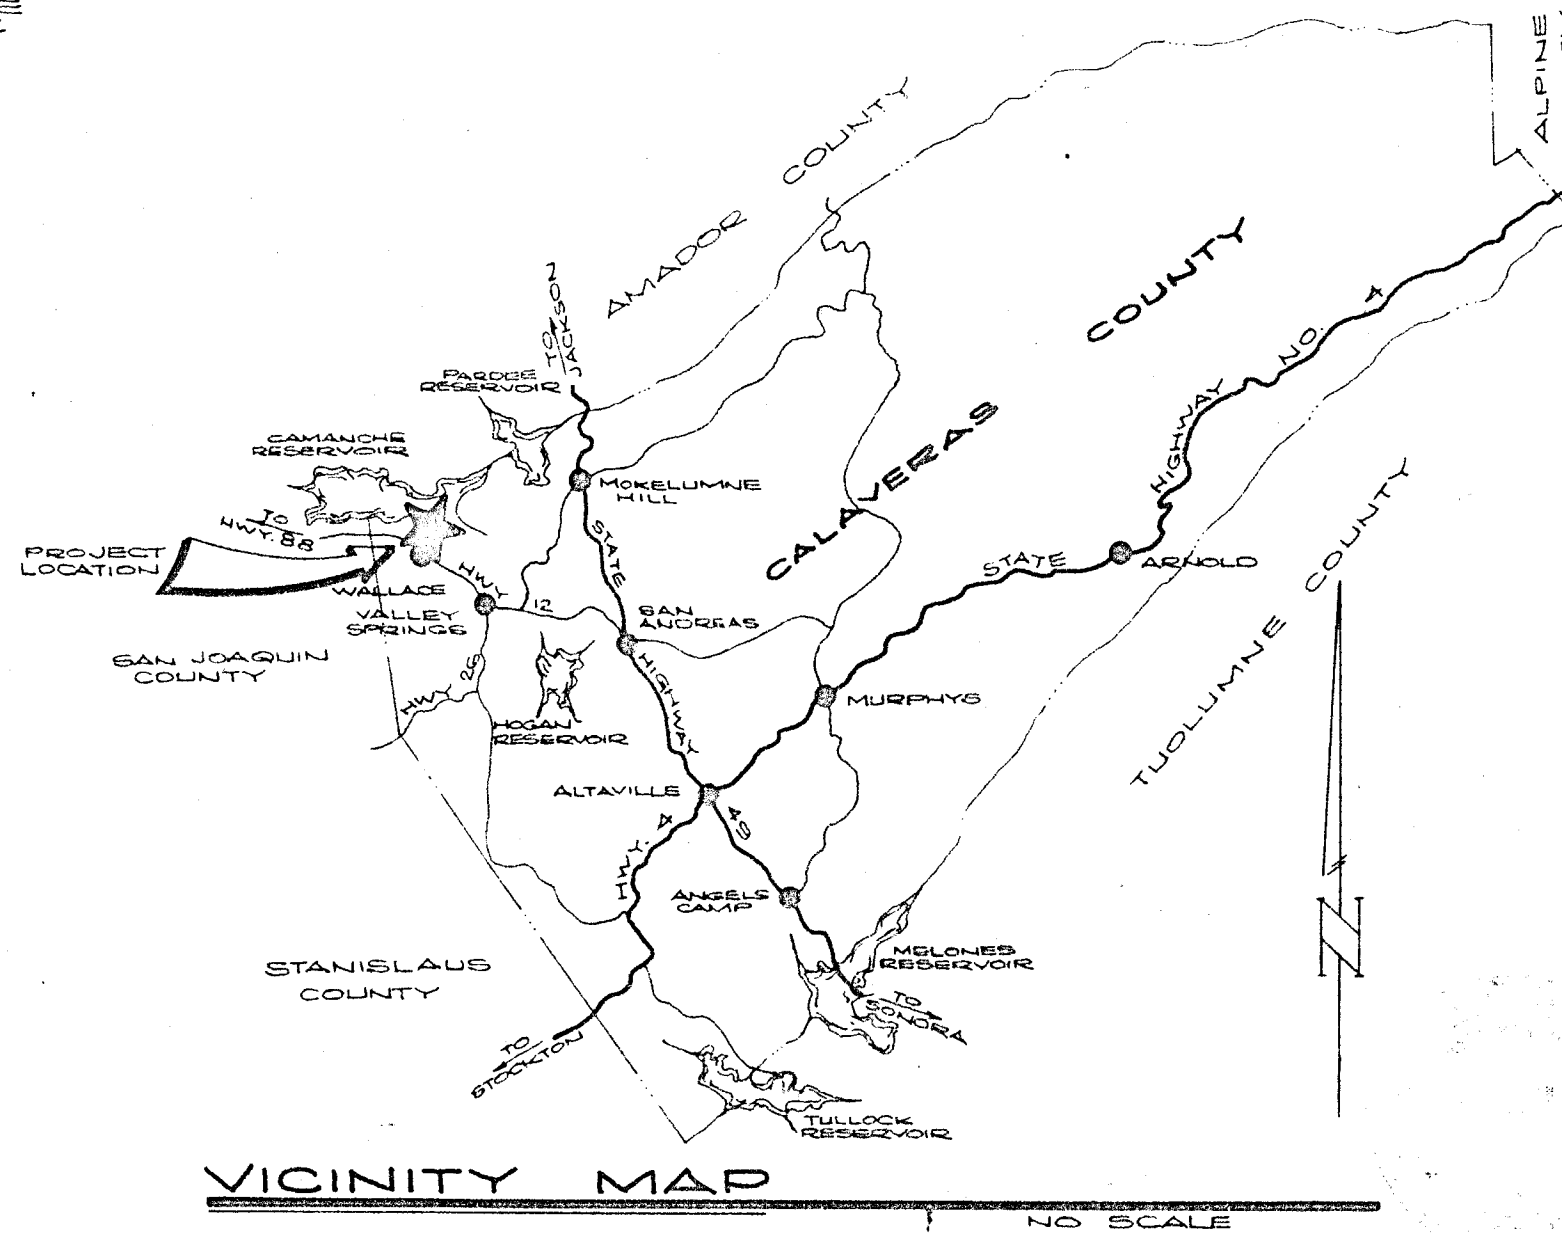 ALPINE
AMADOR COUNTY
TO JACKSON
PARDEE
RESERVOIR
CAMANCHE
RESERVOIR
TO
HWY. 88
PROJECT
LOCATION
WALLACE
VALLEY
SPRINGS
HWY 12
MOKELUMNE
HILL
STATE HIGHWAY 49
SAN
ANDREAS
SAN JOAQUIN
COUNTY
HWY 26
HOGAN
RESERVOIR
CALAVERAS COUNTY
STATE HIGHWAY NO. 4
ARNOLD
MURPHYS
TUOLUMNE COUNTY
ALTAVILLE
HWY. 4
ANGELS
CAMP
MELONES
RESERVOIR
TO
SONORA
STANISLAUS
COUNTY
TO
STOCKTON
TULLOCK
RESERVOIR
N
VICINITY MAP
NO SCALE